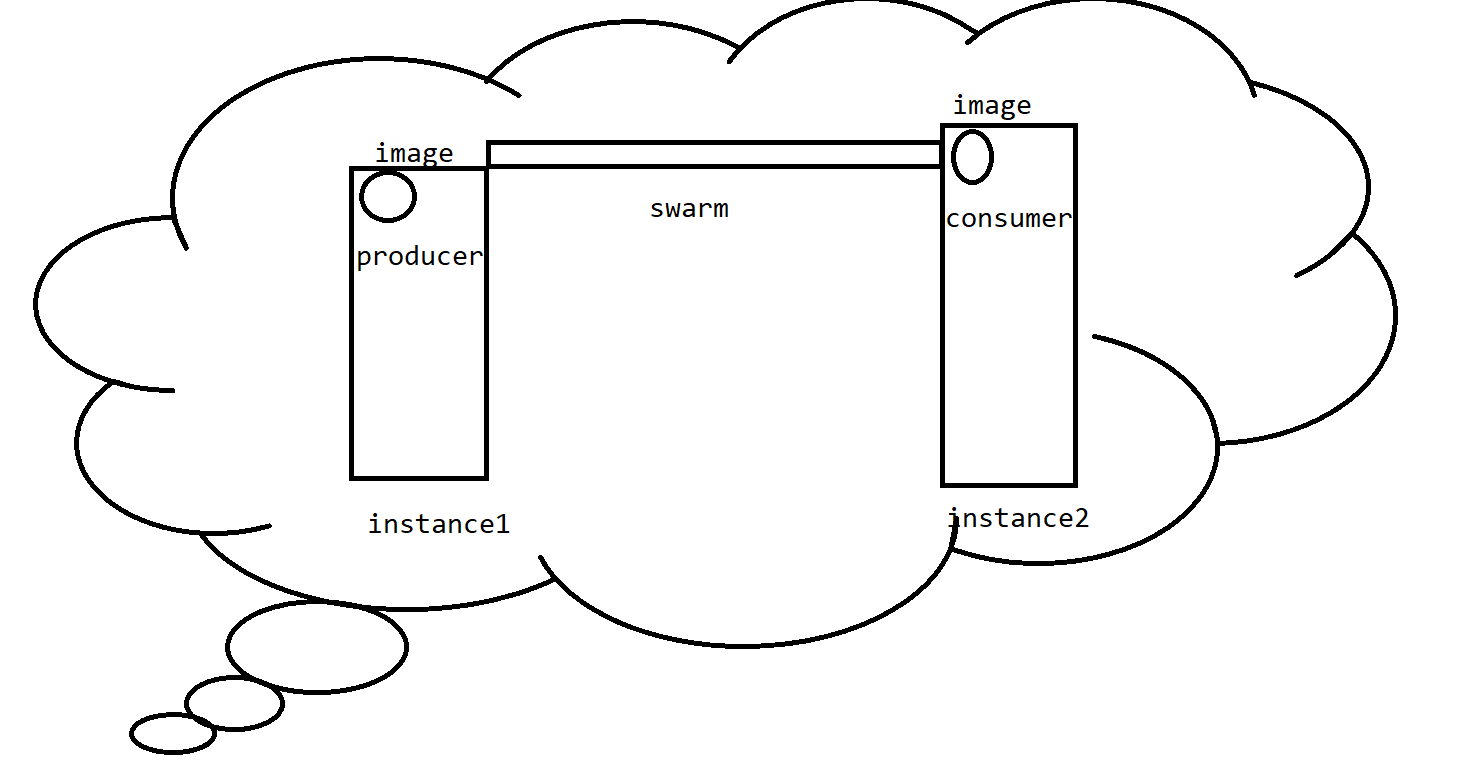 image
image
swarm
consumer
producer
instance1
instance2